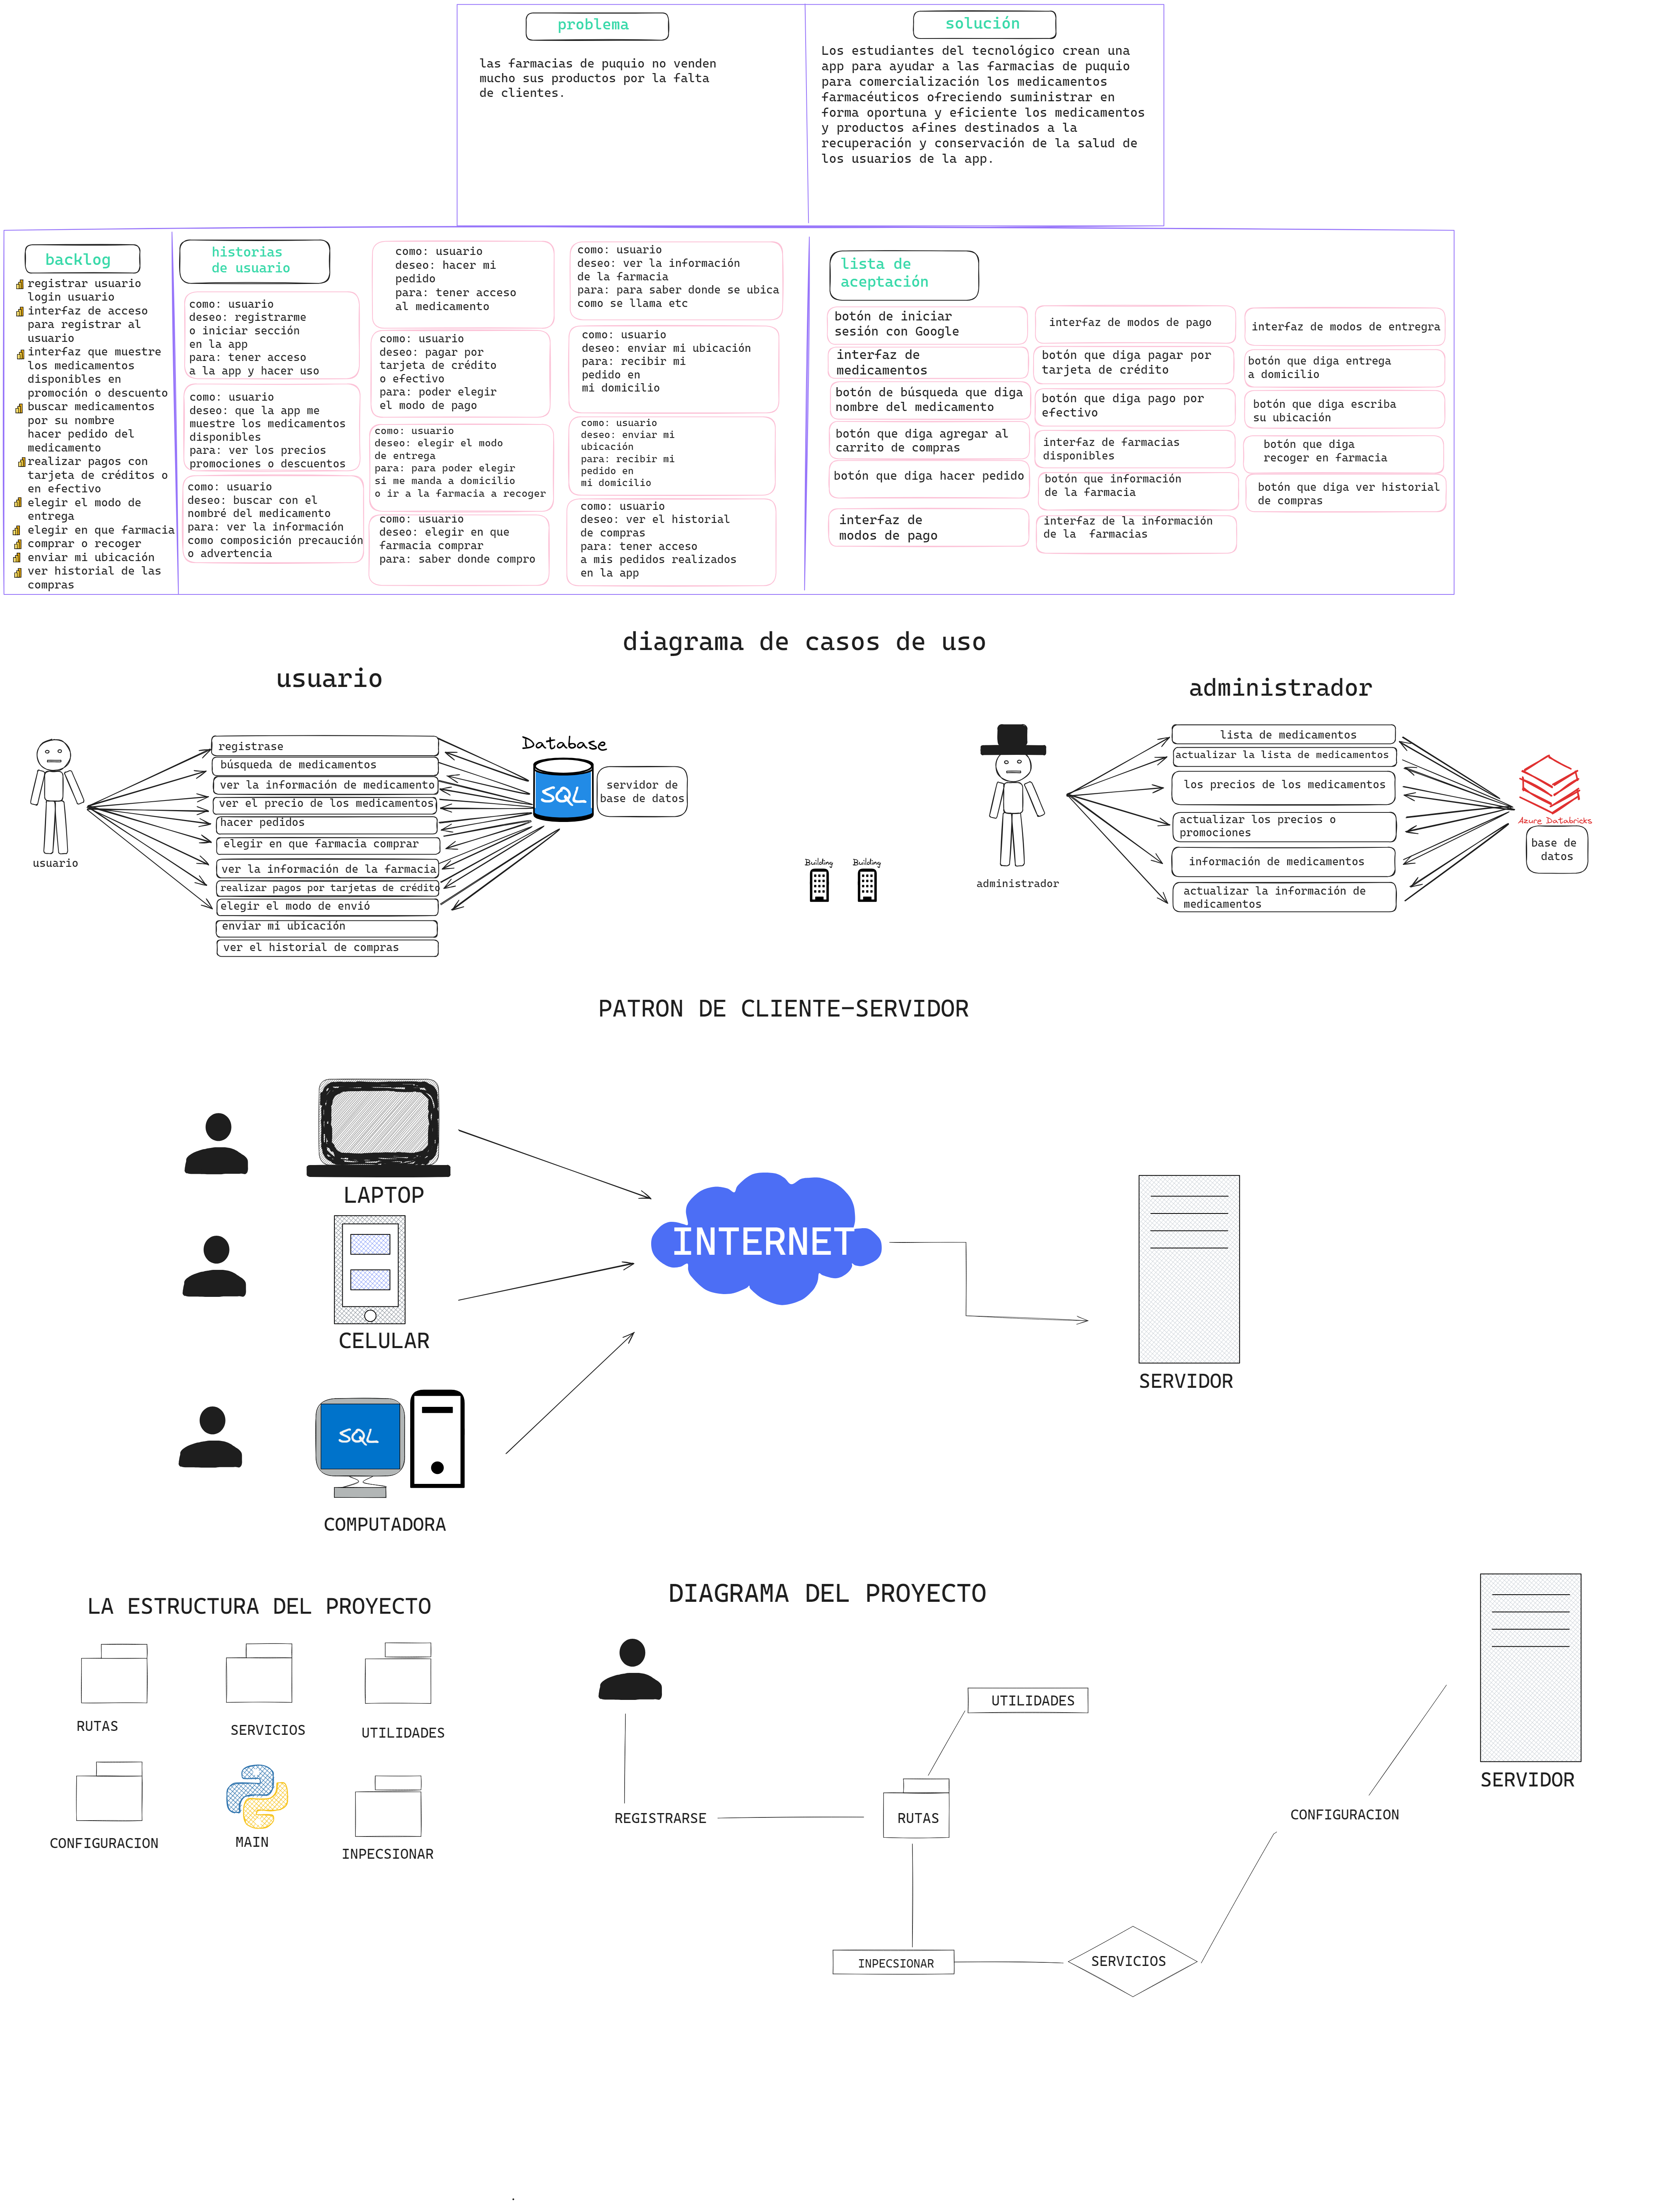 problema
las farmacias de puquio no venden
mucho sus productos por la falta
de clientes.
solución
Los estudiantes del tecnológico crean una
app para ayudar a las farmacias de puquio
para comercialización los medicamentos
farmacéuticos ofreciendo suministrar en
forma oportuna y eficiente los medicamentos
y productos afines destinados a la
recuperación y conservación de la salud de
los usuarios de la app.
backlog
registrar usuario
login usuario
interfaz de acceso
para registrar al
usuario
interfaz que muestre
los medicamentos
disponibles en
promoción o descuento
buscar medicamentos
por su nombre
hacer pedido del
medicamento
realizar pagos con
tarjeta de créditos o
en efectivo
elegir el modo de
entrega
elegir en que farmacia
comprar o recoger
enviar mi ubicación
ver historial de las
compras
historias
de usuario
como: usuario
deseo: registrarme
o iniciar sección
en la app
para: tener acceso
a la app y hacer uso
como: usuario
deseo: que la app me
muestre los medicamentos
disponibles
para: ver los precios
promociones o descuentos
como: usuario
deseo: buscar con el
nombré del medicamento
para: ver la información
como composición precaución
o advertencia
como: usuario
deseo: hacer mi
pedido
para: tener acceso
al medicamento
como: usuario
deseo: pagar por
tarjeta de crédito
o efectivo
para: poder elegir
el modo de pago
como: usuario
deseo: elegir el modo
de entrega
para: para poder elegir
si me manda a domicilio
o ir a la farmacia a recoger
como: usuario
deseo: elegir en que
farmacia comprar
para: saber donde compro
como: usuario
deseo: ver la información
de la farmacia
para: para saber donde se ubica
como se llama etc
como: usuario
deseo: enviar mi ubicación
para: recibir mi
pedido en
mi domicilio
como: usuario
deseo: enviar mi
ubicación
para: recibir mi
pedido en
mi domicilio
como: usuario
deseo: ver el historial
de compras
para: tener acceso
a mis pedidos realizados
en la app
lista de
aceptación
botón de iniciar
sesión con Google
interfaz de
medicamentos
botón de búsqueda que diga
nombre del medicamento
botón que diga agregar al
carrito de compras
botón que diga hacer pedido
interfaz de
modos de pago
interfaz de modos de pago
botón que diga pagar por
tarjeta de crédito
botón que diga pago por
efectivo
interfaz de farmacias
disponibles
botón que información
de la farmacia
interfaz de la información
de la  farmacias
interfaz de modos de entregra
botón que diga entrega
a domicilio
botón que diga escriba
su ubicación
botón que diga
recoger en farmacia
botón que diga ver historial
de compras
diagrama de casos de uso
usuario
usuario
registrase
búsqueda de medicamentos
ver la información de medicamento
ver el precio de los medicamentos
hacer pedidos
elegir en que farmacia comprar
ver la información de la farmacia
realizar pagos por tarjetas de crédito
elegir el modo de envió
enviar mi ubicación
ver el historial de compras
Database
SQL
servidor de
base de datos
Building
Building
administrador
administrador
lista de medicamentos
actualizar la lista de medicamentos
los precios de los medicamentos
actualizar los precios o
promociones
información de medicamentos
actualizar la información de
medicamentos
Azure Databricks
base de
datos
PATRON DE CLIENTE-SERVIDOR
LAPTOP
CELULAR
SQL
COMPUTADORA
INTERNET
SERVIDOR
LA ESTRUCTURA DEL PROYECTO
RUTAS
SERVICIOS
UTILIDADES
CONFIGURACION
MAIN
INPECSIONAR
DIAGRAMA DEL PROYECTO
REGISTRARSE
UTILIDADES
RUTAS
INPECSIONAR
SERVICIOS
CONFIGURACION
SERVIDOR